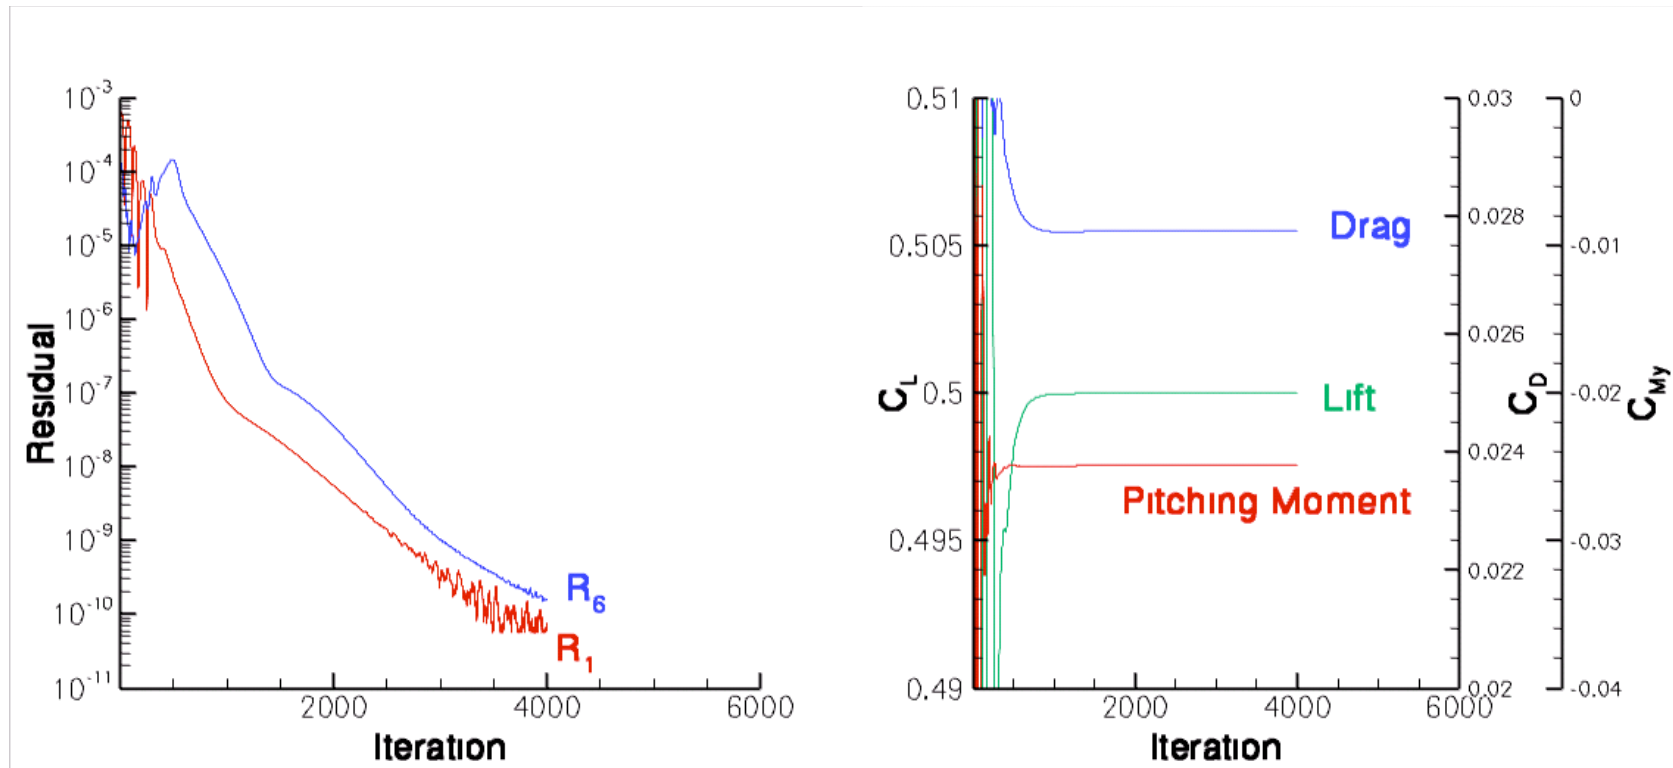 10-3
10-4
10-5
10-6
10-7
10-8
10-9
10-10
10-11
Residual
2000
4000
6000
Iteration
R6
R1
0.51
0.505
0.5
0.495
0.49
CL
2000
4000
6000
Iteration
Drag
Lift
Pitching Moment
0.03
0.028
0.026
0.024
0.022
0.02
CD
0
-0.01
-0.02
-0.03
-0.04
CMy